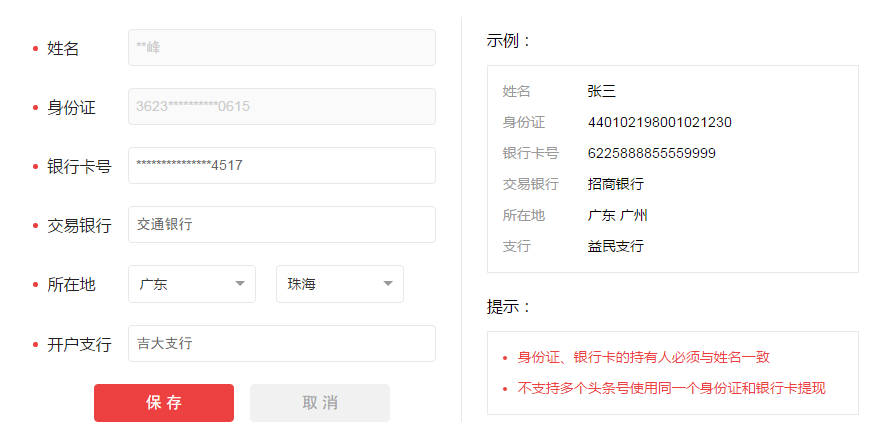 姓名 **峰
身份证 3623**********0615
银行卡号 ***************4517
交易银行 交通银行
所在地 广东 珠海
开户支行 吉大支行
保 存 取 消
示例：
姓名 张三
身份证 440102198001021230
银行卡号 6225888855559999
交易银行 招商银行
所在地 广东 广州
支行 益民支行
提示：
身份证、银行卡的持有人必须与姓名一致
不支持多个头条号使用同一个身份证和银行卡提现